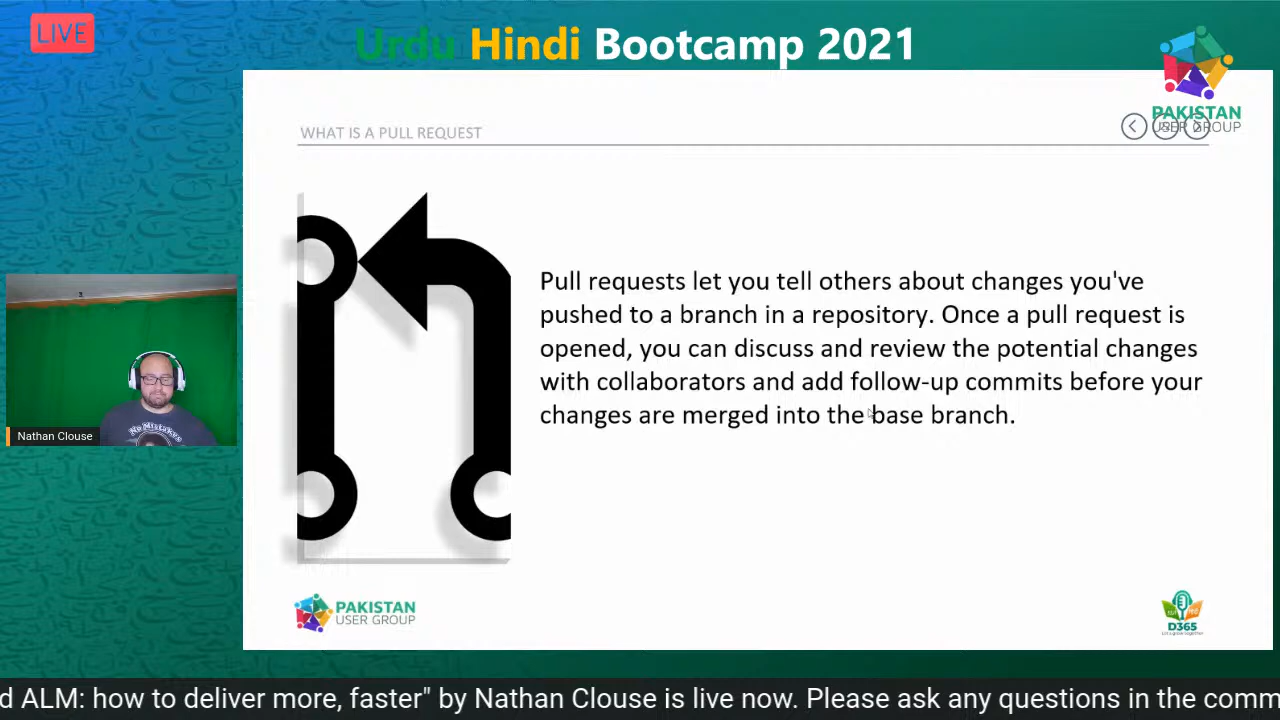 LIVE
Urdu Hindi Bootcamp 2021
PAKISTAN
USER GROUP
WHAT IS A PULL REQUEST
Pull requests let you tell others about changes you've
pushed to a branch in a repository. Once a pull request is
opened, you can discuss and review the potential changes
with collaborators and add follow-up commits before your
changes are merged into the base branch.
No Mistakes
Nathan Clouse
PAKISTAN
USER GROUP
D365
d ALM: how to deliver more, faster" by Nathan Clouse is live now. Please ask any questions in the comm